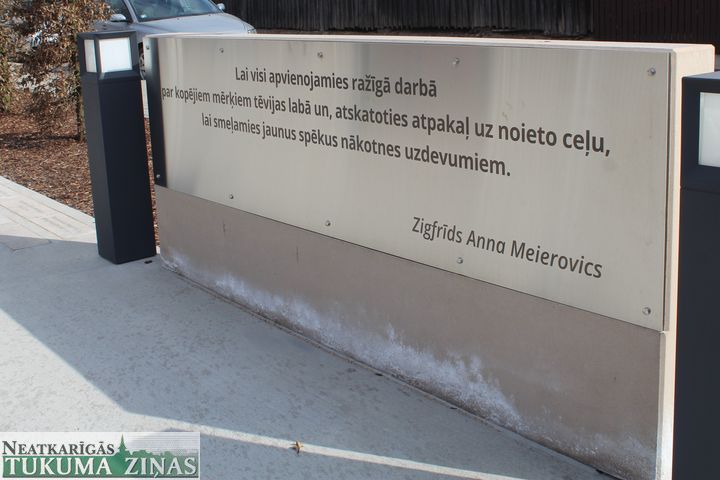 Lai visi apvienojamies ražīgā darbā
par kopējiem mērķiem tēvijas labā un, atskatoties atpakaļ uz noieto ceļu,
lai smeļamies jaunus spēkus nākotnes uzdevumiem.
Zigfrīds Anna Meierovics
NEATKARĪGĀS
TUKUMA ZIŅAS